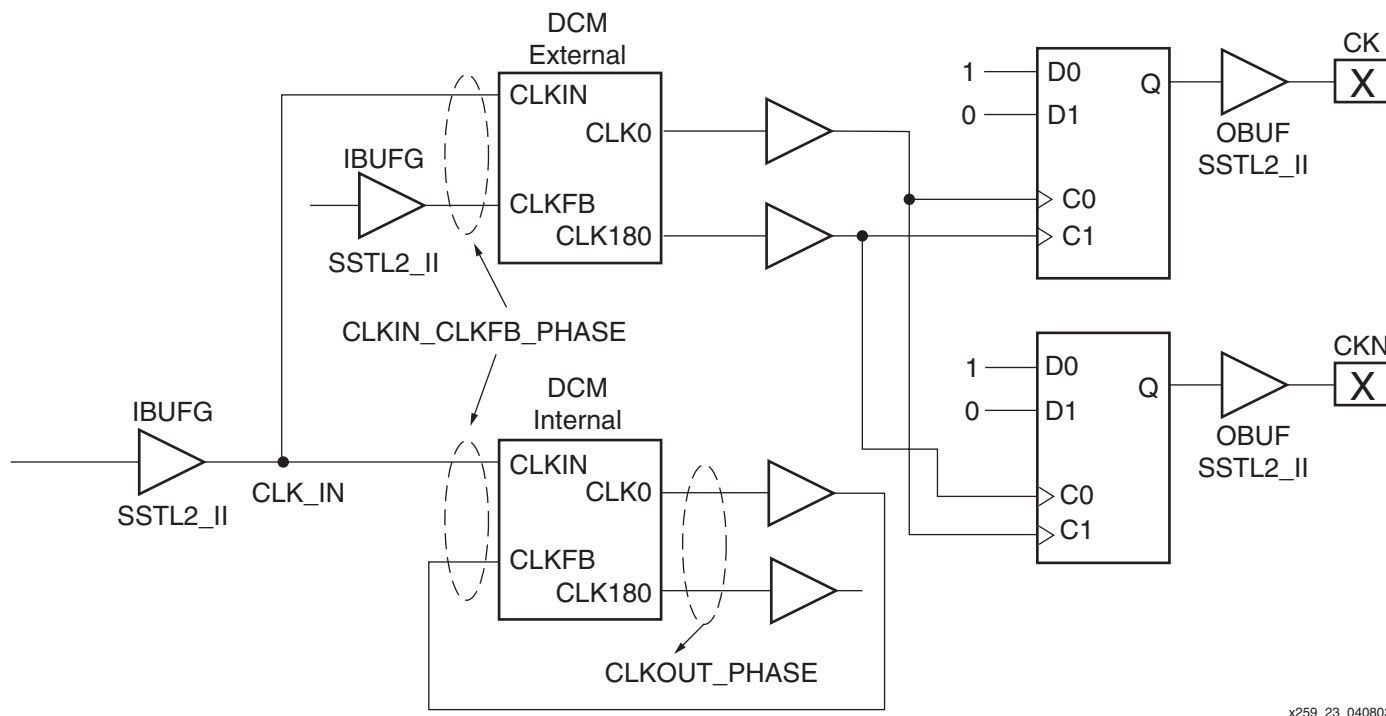 DCM
External
CLKIN
CLK0
IBUFG
CLKFB
CLK180
SSTL2_II
1
D0
Q
0
D1
C0
C1
OBUF
SSTL2_II
CK
X
CLKIN_CLKFB_PHASE
DCM
Internal
IBUFG
SSTL2_II
CLK_IN
CLKIN
CLK0
CLKFB
CLK180
CLKOUT_PHASE
1
D0
Q
0
D1
C0
C1
OBUF
SSTL2_II
CKN
X
x259_23_040803